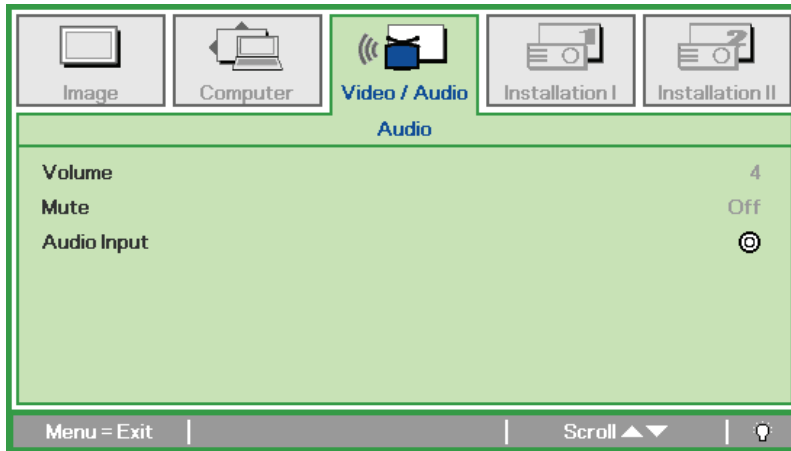 Image
Computer
Video / Audio
Installation I
Installation II
Audio
Volume 4
Mute Off
Audio Input
Menu = Exit Scroll ▲▼